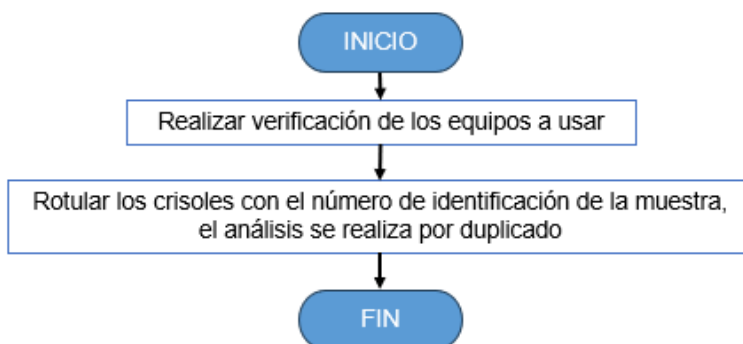 INICIO
Realizar verificación de los equipos a usar
Rotular los crisoles con el número de identificación de la muestra,
el análisis se realiza por duplicado
FIN